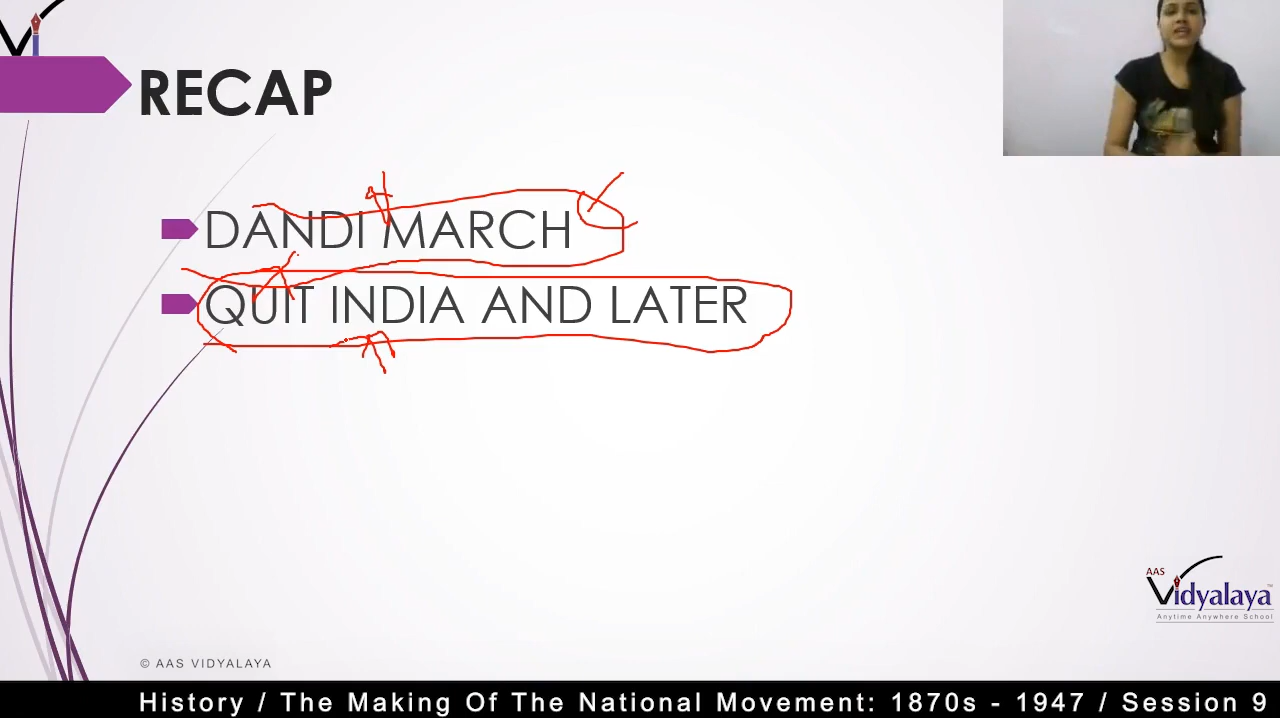 RECAP
DANDI MARCH
QUIT INDIA AND LATER
AAS
Vidyalaya
TM
Anytime Anywhere School
© AAS VIDYALAYA
History / The Making Of The National Movement: 1870s - 1947 / Session 9